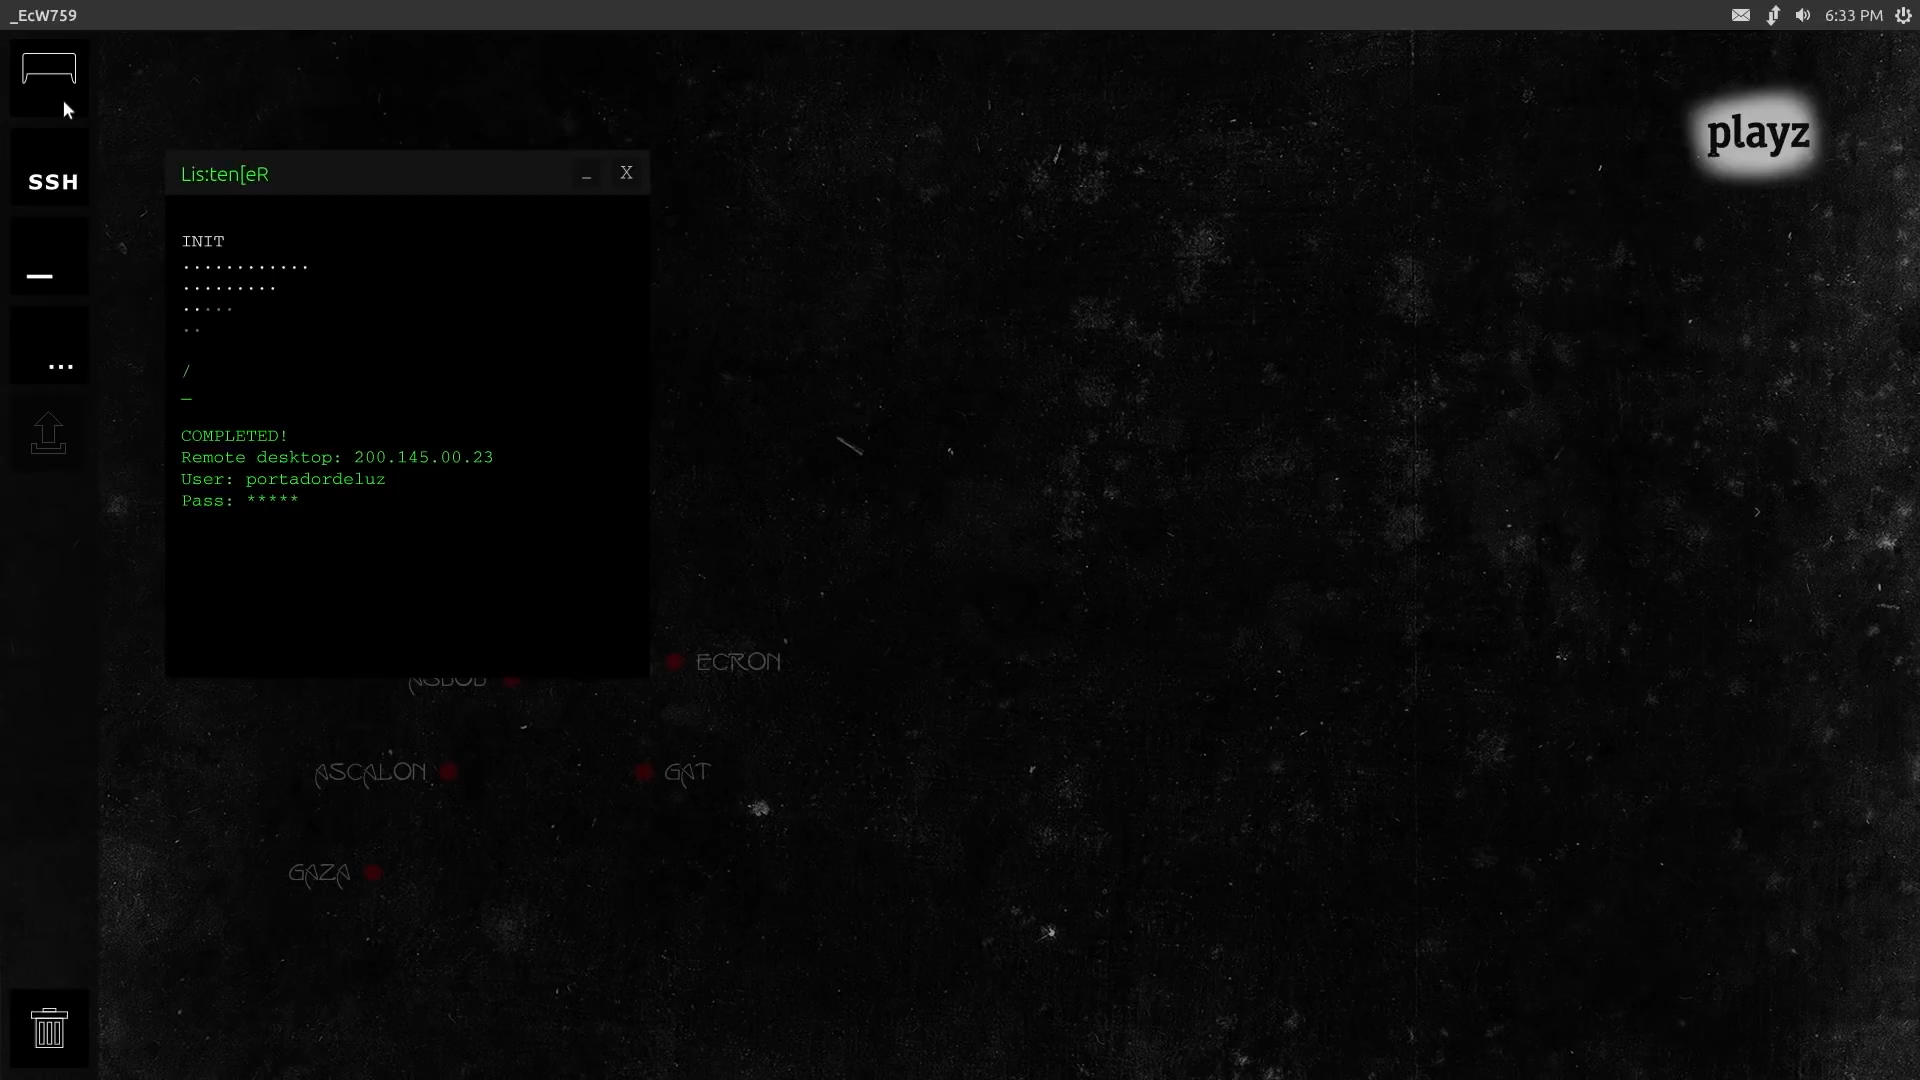 _EcW759
6:33 PM
playz
SSH
...
Lis:ten[eR
_ X
INIT
............
.........
.....
..
/
_
COMPLETED!
Remote desktop: 200.145.00.23
User: portadordeluz
Pass: *****
ECRON
ASCALON
GAT
GAZA